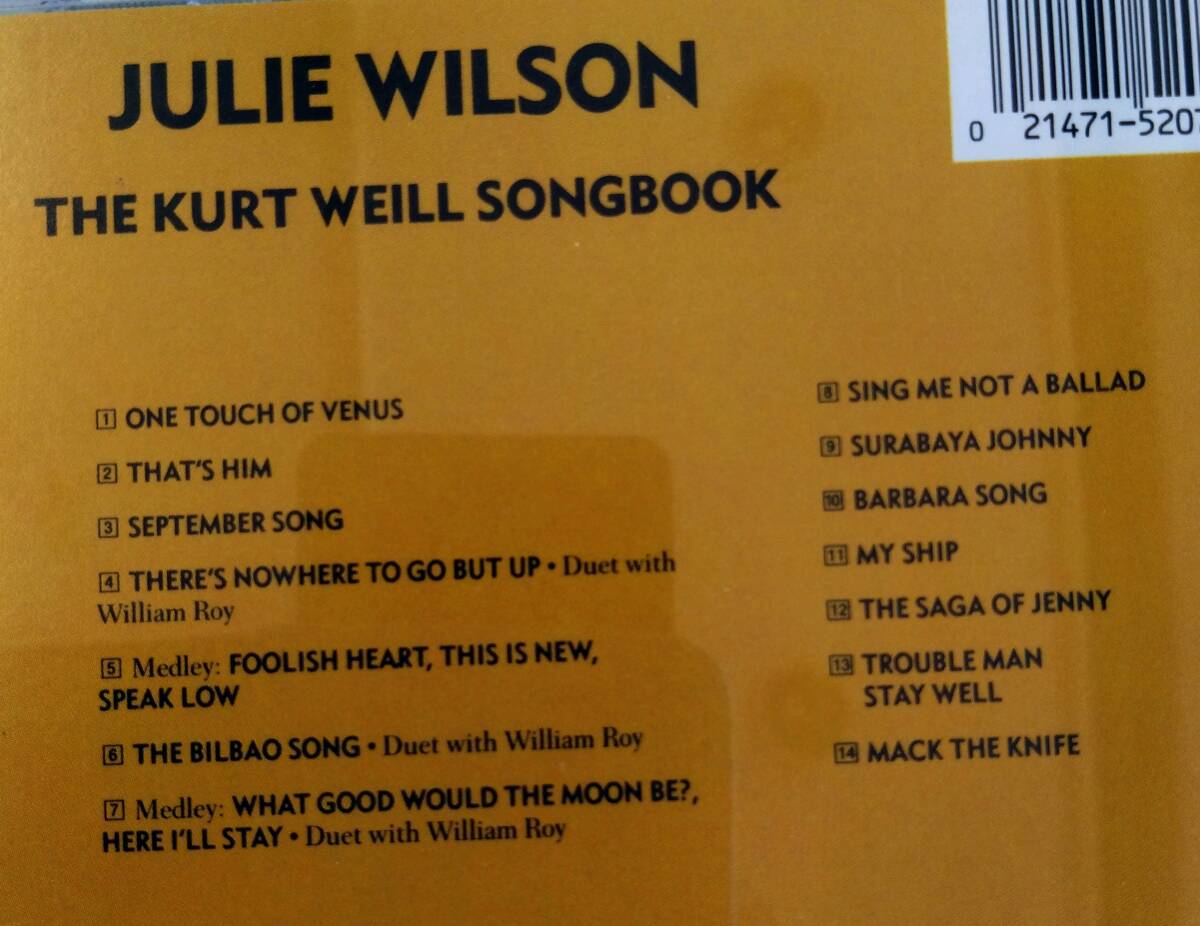 JULIE WILSON
THE KURT WEILL SONGBOOK
0 21471-5207
1 ONE TOUCH OF VENUS
2 THAT'S HIM
3 SEPTEMBER SONG
4 THERE'S NOWHERE TO GO BUT UP • Duet with
William Roy
5 Medley: FOOLISH HEART, THIS IS NEW,
SPEAK LOW
6 THE BILBAO SONG • Duet with William Roy
7 Medley: WHAT GOOD WOULD THE MOON BE?,
HERE I'LL STAY • Duet with William Roy
8 SING ME NOT A BALLAD
9 SURABAYA JOHNNY
10 BARBARA SONG
11 MY SHIP
12 THE SAGA OF JENNY
13 TROUBLE MAN
STAY WELL
14 MACK THE KNIFE